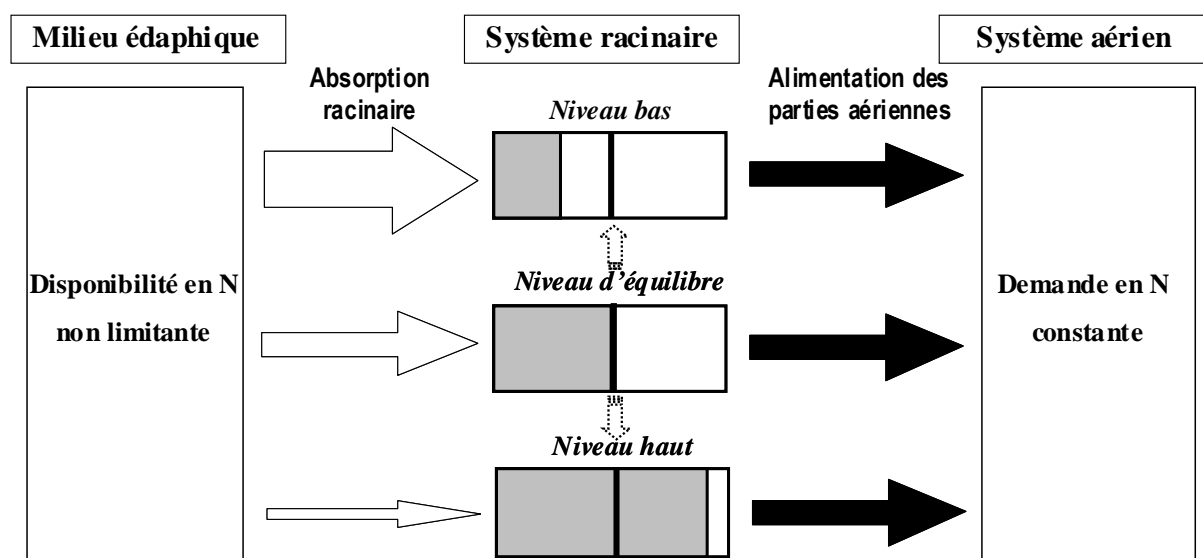 Milieu édaphique
Système racinaire
Système aérien
Absorption
racinaire
Alimentation des
parties aériennes
Niveau bas
Disponibilité en N
non limitante
Niveau d'équilibre
Demande en N
constante
Niveau haut